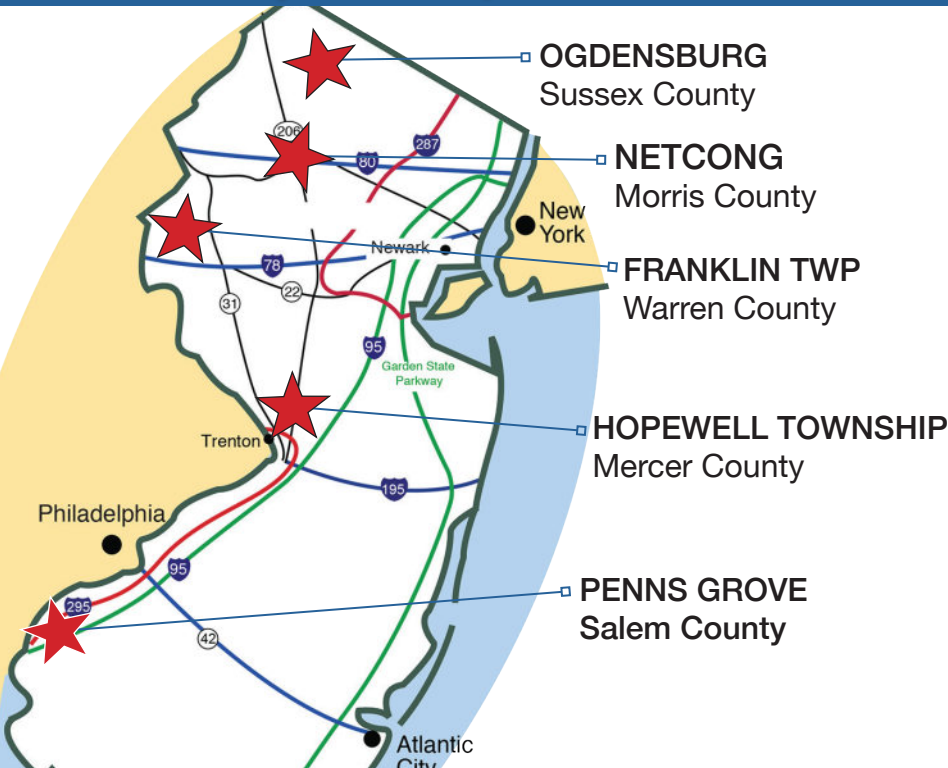 OGDENSBURG
Sussex County
206
287
NETCONG
Morris County
80
New
York
Newark
FRANKLIN TWP
Warren County
78
22
31
95
Garden State
Parkway
HOPEWELL TOWNSHIP
Mercer County
Trenton
195
Philadelphia
95
PENNS GROVE
Salem County
295
42
Atlantic
City